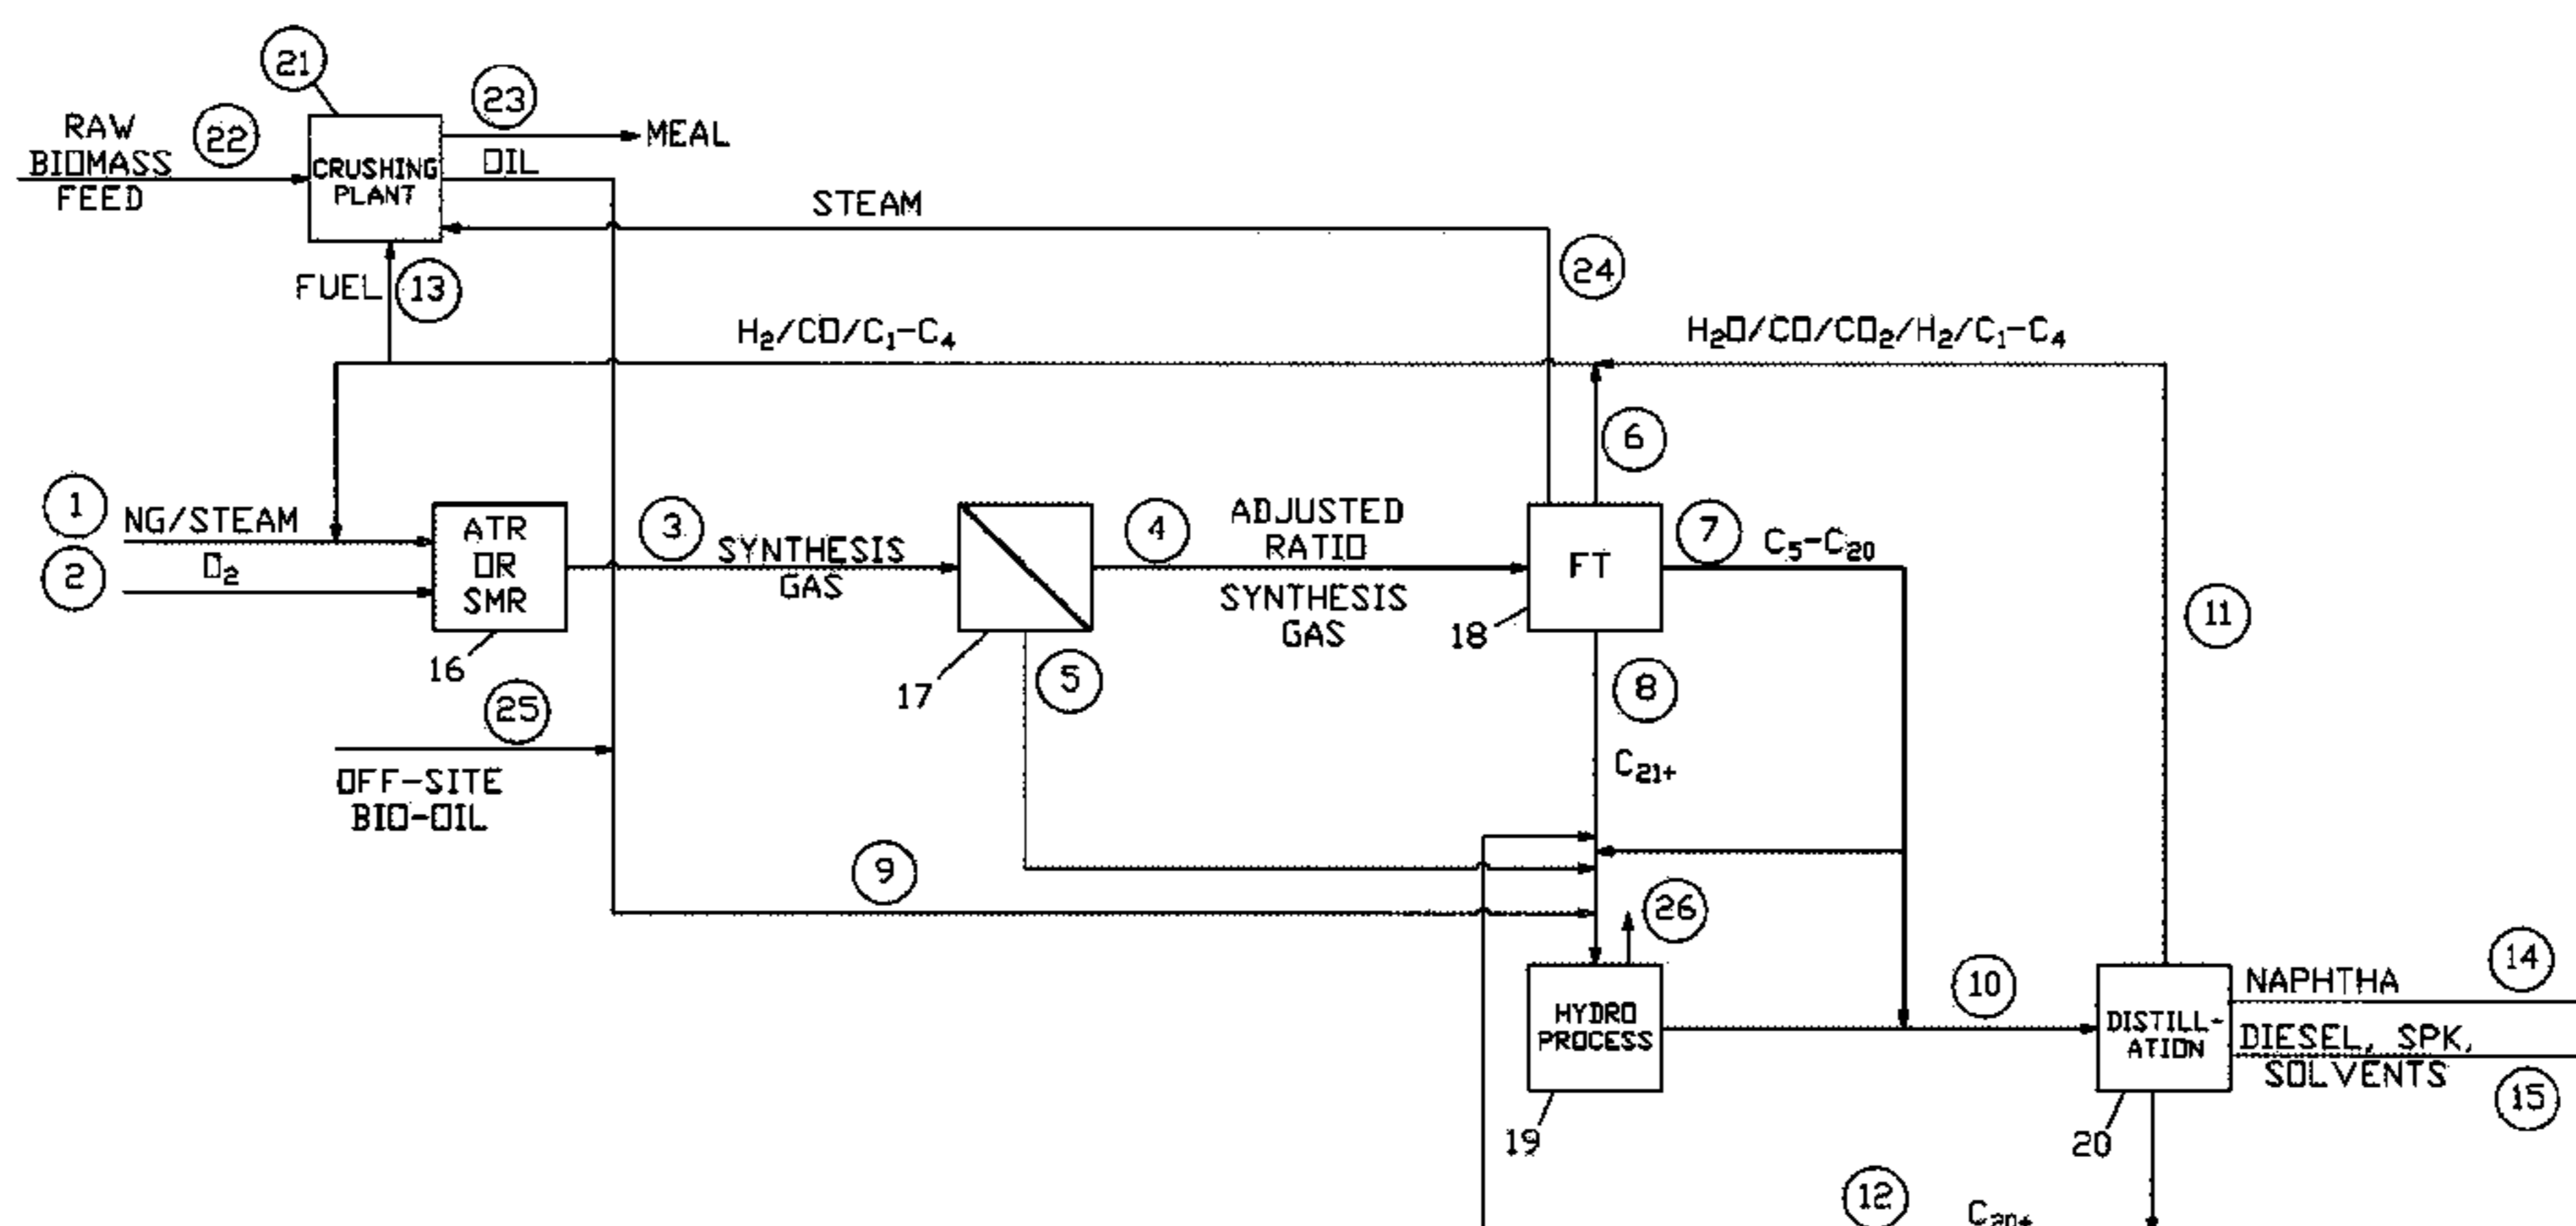 21
23
RAW
BIOMASS
FEED
22
CRUSHING
PLANT
MEAL
OIL
STEAM
FUEL
13
24
H₂/CO/C₁-C₄
H₂O/CO/CO₂/H₂/C₁-C₄
6
1
NG/STEAM
2
O₂
ATR
OR
SMR
16
3
SYNTHESIS
GAS
17
4
ADJUSTED
RATIO
SYNTHESIS
GAS
FT
18
7
C₅-C₂₀
11
5
8
25
OFF-SITE
BIO-OIL
C₂₁₊
9
26
HYDRO
PROCESS
19
10
DISTILL-
ATION
20
NAPHTHA
14
DIESEL, SPK,
SOLVENTS
15
12
C₂₀₊